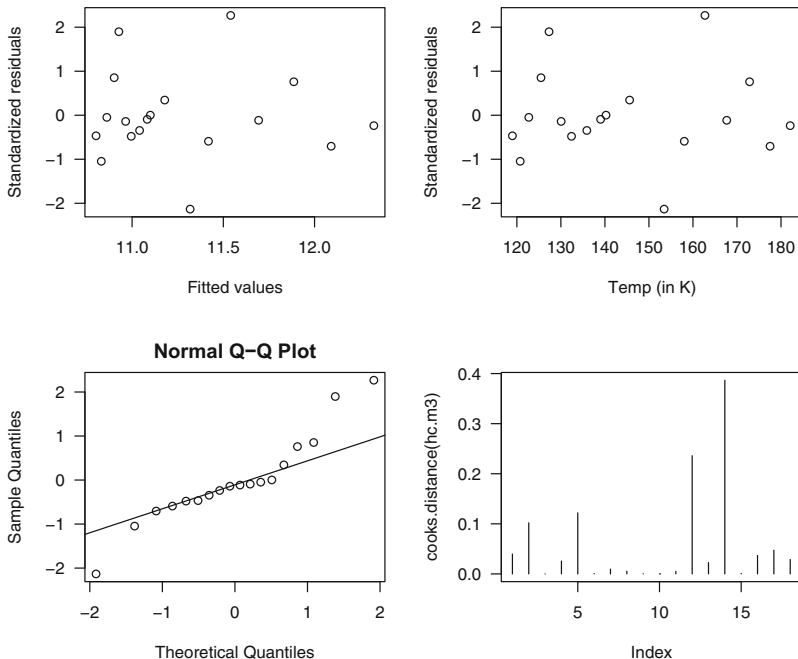 Standardized residuals
2
1
0
−1
−2
11.0 11.5 12.0
Fitted values
Standardized residuals
2
1
0
−1
−2
120 130 140 150 160 170 180
Temp (in K)
Normal Q−Q Plot
Sample Quantiles
2
1
0
−1
−2
−2 −1 0 1 2
Theoretical Quantiles
cooks.distance(hc.m3)
0.4
0.3
0.2
0.1
0.0
5 10 15
Index